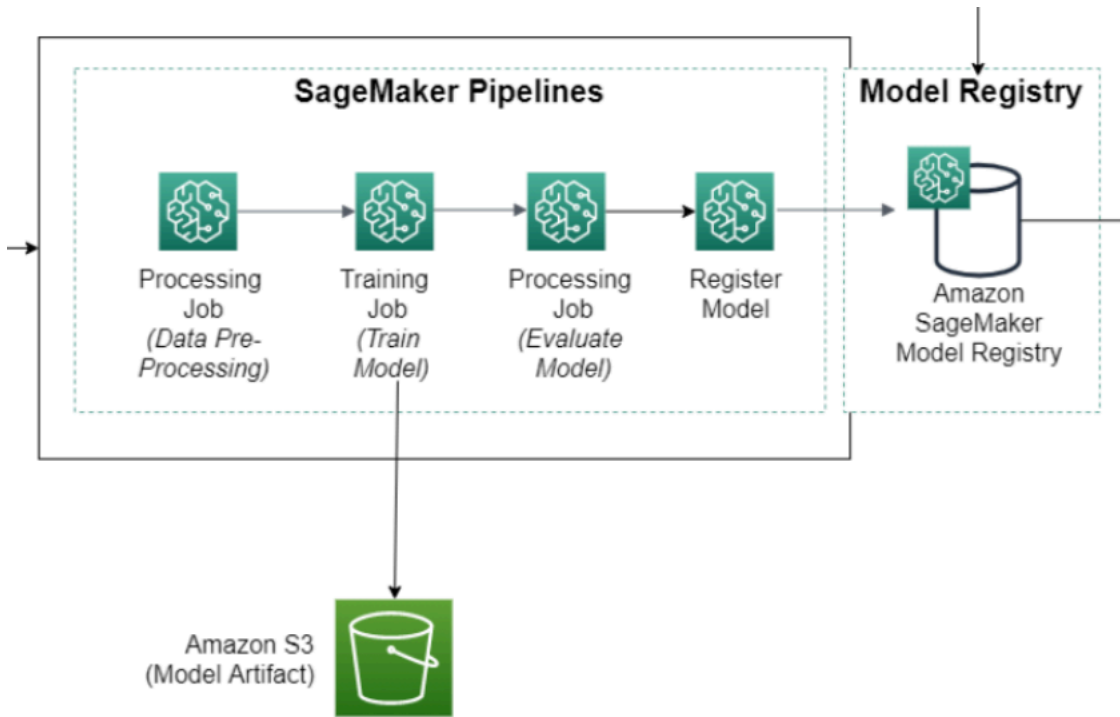 SageMaker Pipelines
Model Registry
Processing
Job
(Data Pre-
Processing)
Training
Job
(Train
Model)
Processing
Job
(Evaluate
Model)
Register
Model
Amazon
SageMaker
Model Registry
Amazon S3
(Model Artifact)